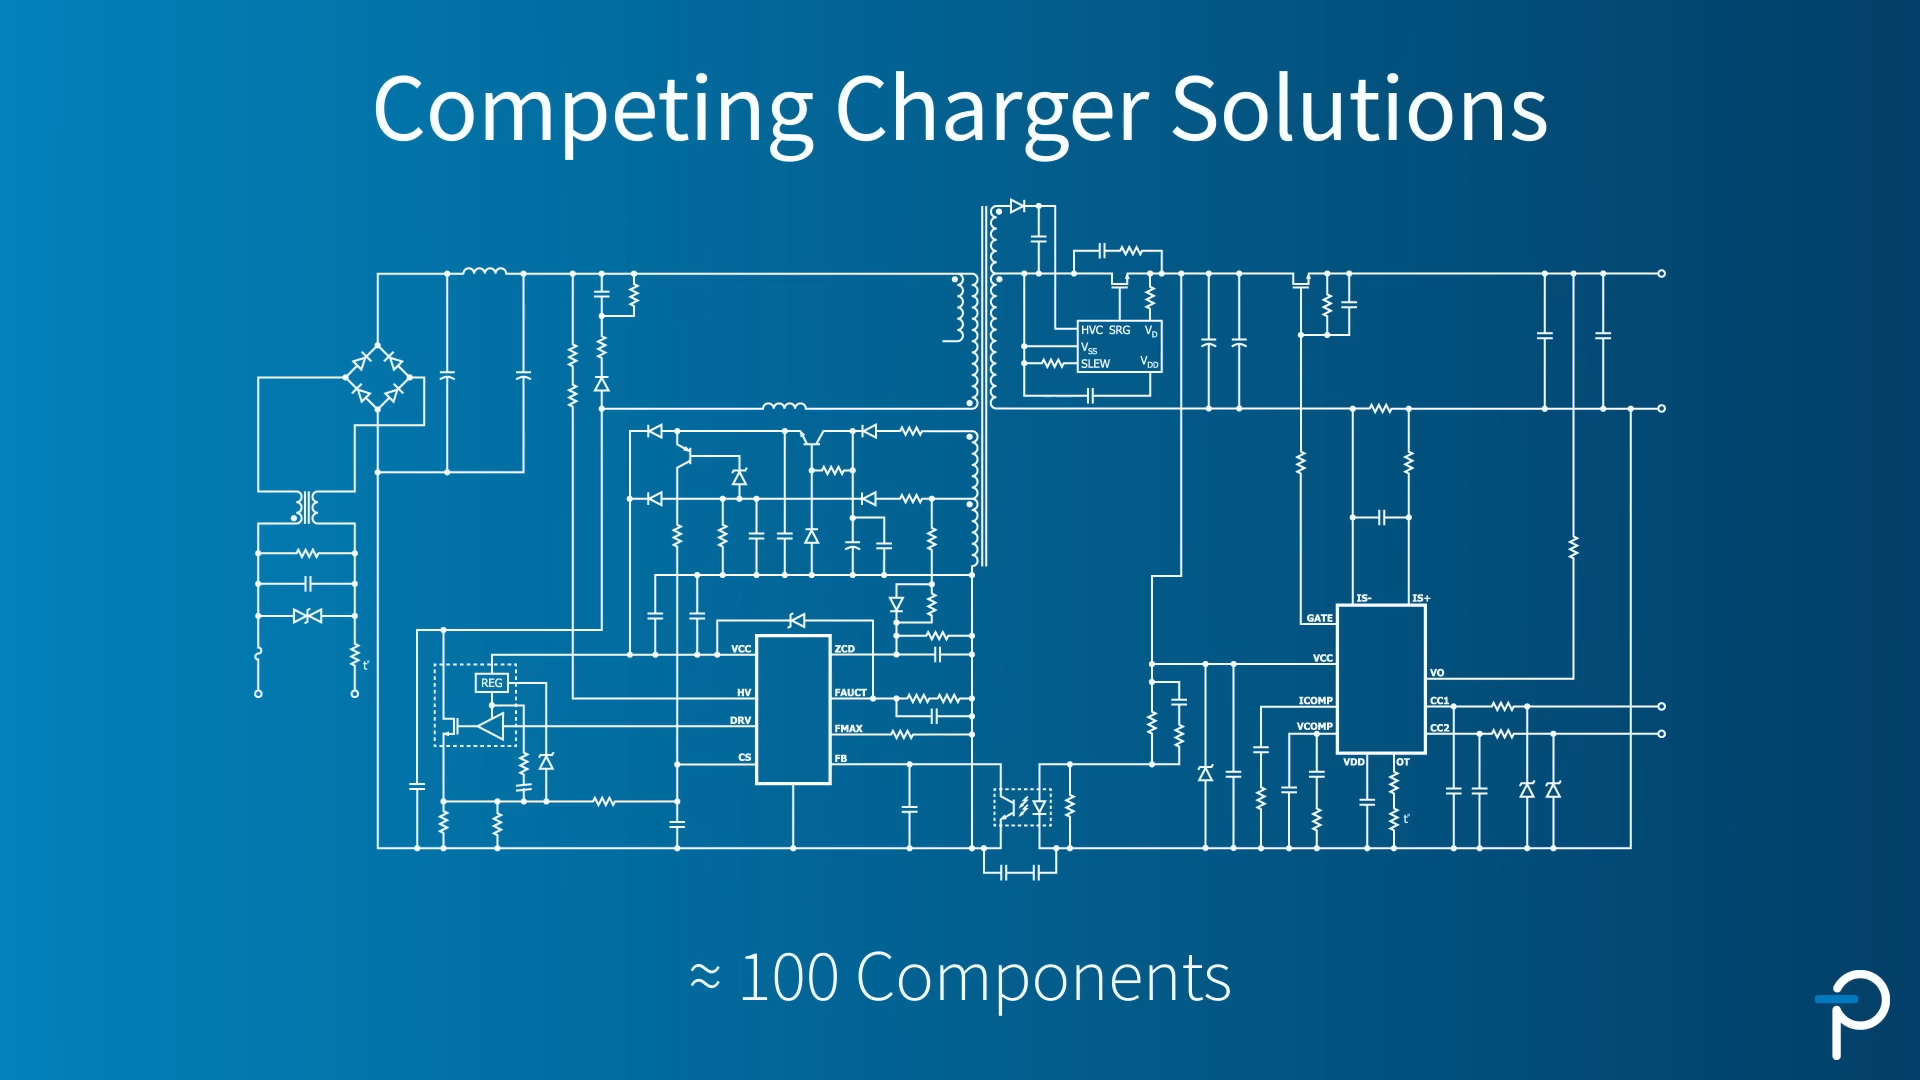 Competing Charger Solutions
HVC SRG VD
VSS
SLEW VDD
t°
REG
VCC
HV
DRV
CS
ZCD
FAUCT
FMAX
FB
IS- IS+
GATE
VCC
ICOMP
VCOMP
VO
CC1
CC2
VDD OT
t°
≈ 100 Components